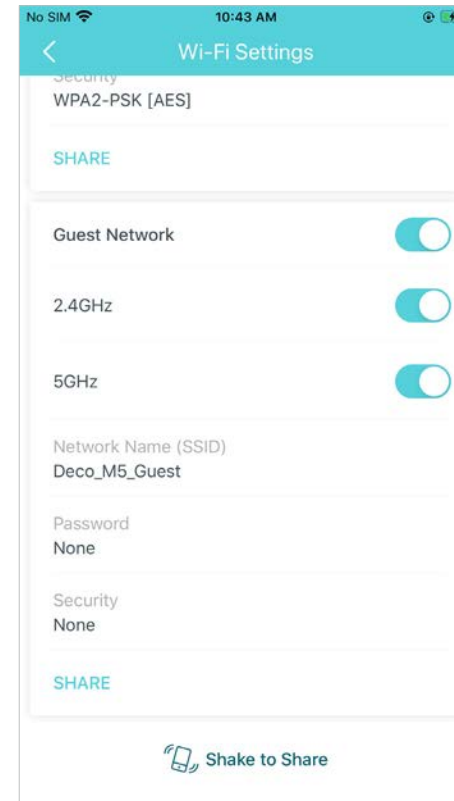 No SIM 10:43 AM
Wi-Fi Settings
Security
WPA2-PSK [AES]
SHARE
Guest Network
2.4GHz
5GHz
Network Name (SSID)
Deco_M5_Guest
Password
None
Security
None
SHARE
Shake to Share